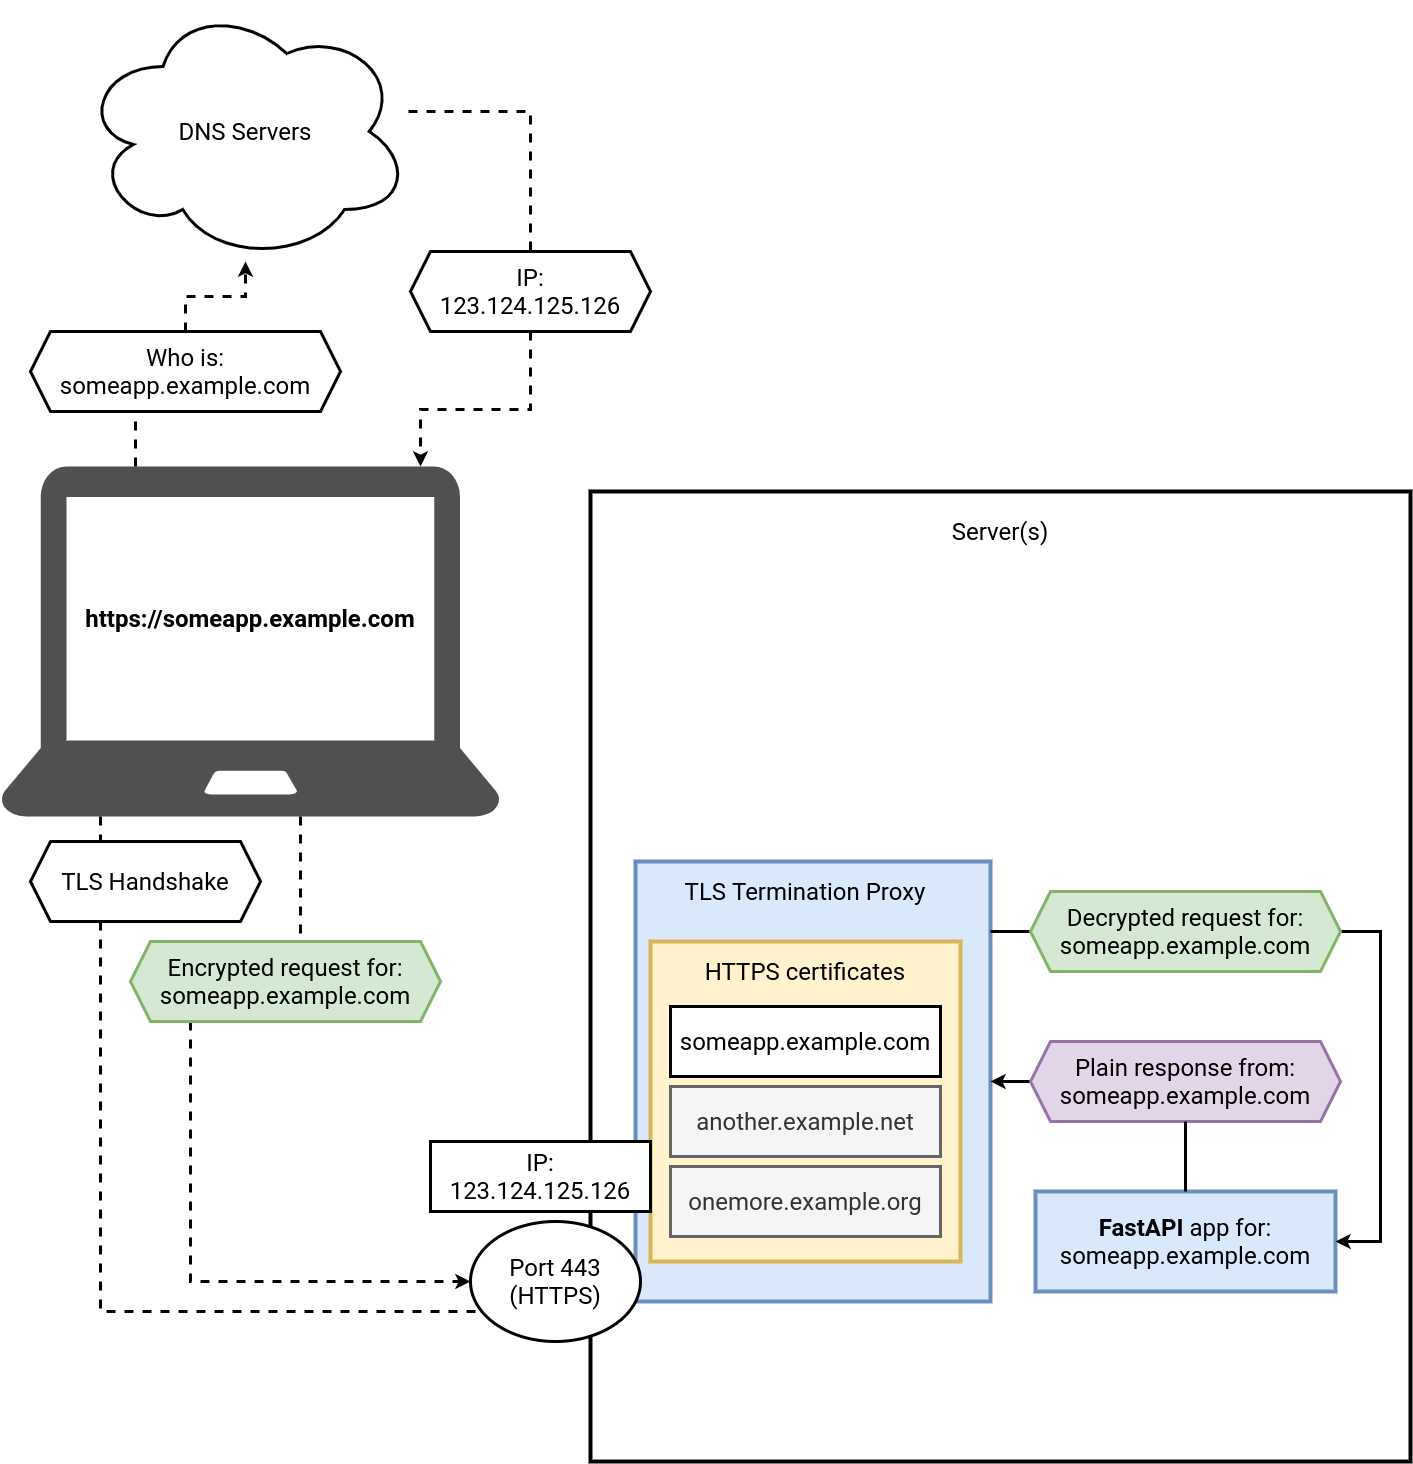 DNS Servers
IP:
123.124.125.126
Who is:
someapp.example.com
https://someapp.example.com
Server(s)
TLS Handshake
Encrypted request for:
someapp.example.com
TLS Termination Proxy
HTTPS certificates
someapp.example.com
another.example.net
onemore.example.org
Decrypted request for:
someapp.example.com
Plain response from:
someapp.example.com
FastAPI app for:
someapp.example.com
IP:
123.124.125.126
Port 443
(HTTPS)